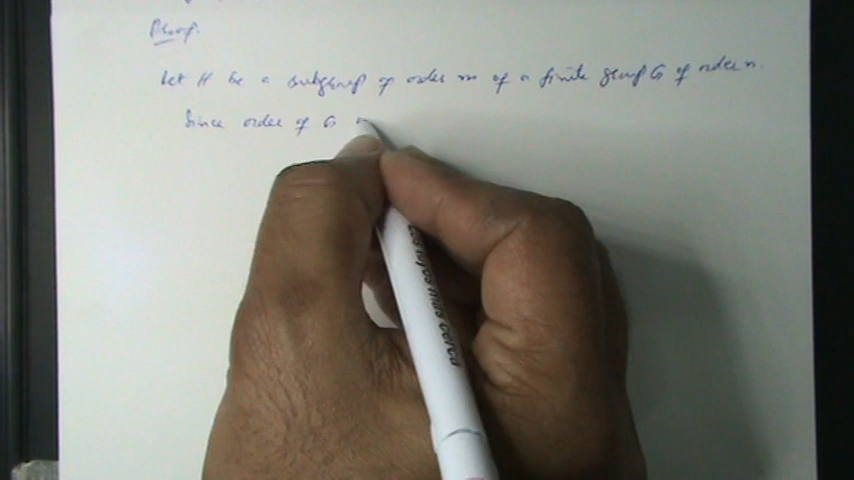 Proof.
Let H be a subgroup of order m of a finite group G of order n.
Since order of G